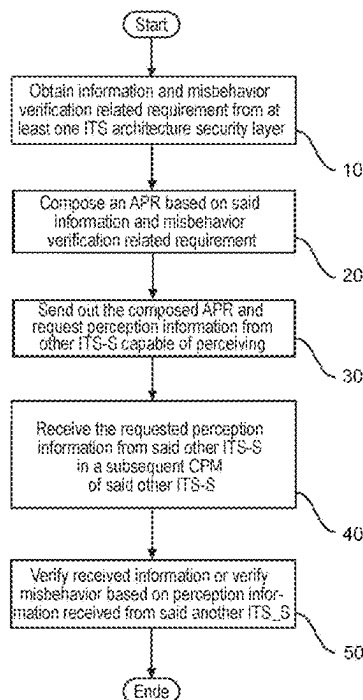 Start
Obtain information and misbehavior
verification related requirement from at
least one ITS architecture security layer
10
Compose an APR based on said
information and misbehavior
verification related requirement
20
Send out the composed APR and
request perception information from
other ITS-S capable of perceiving
30
Receive the requested perception
information from said other ITS-S
in a subsequent CPM
of said other ITS-S
40
Verify received information or verify
misbehavior based on perception infor-
mation received from said another ITS_S
50
Ende